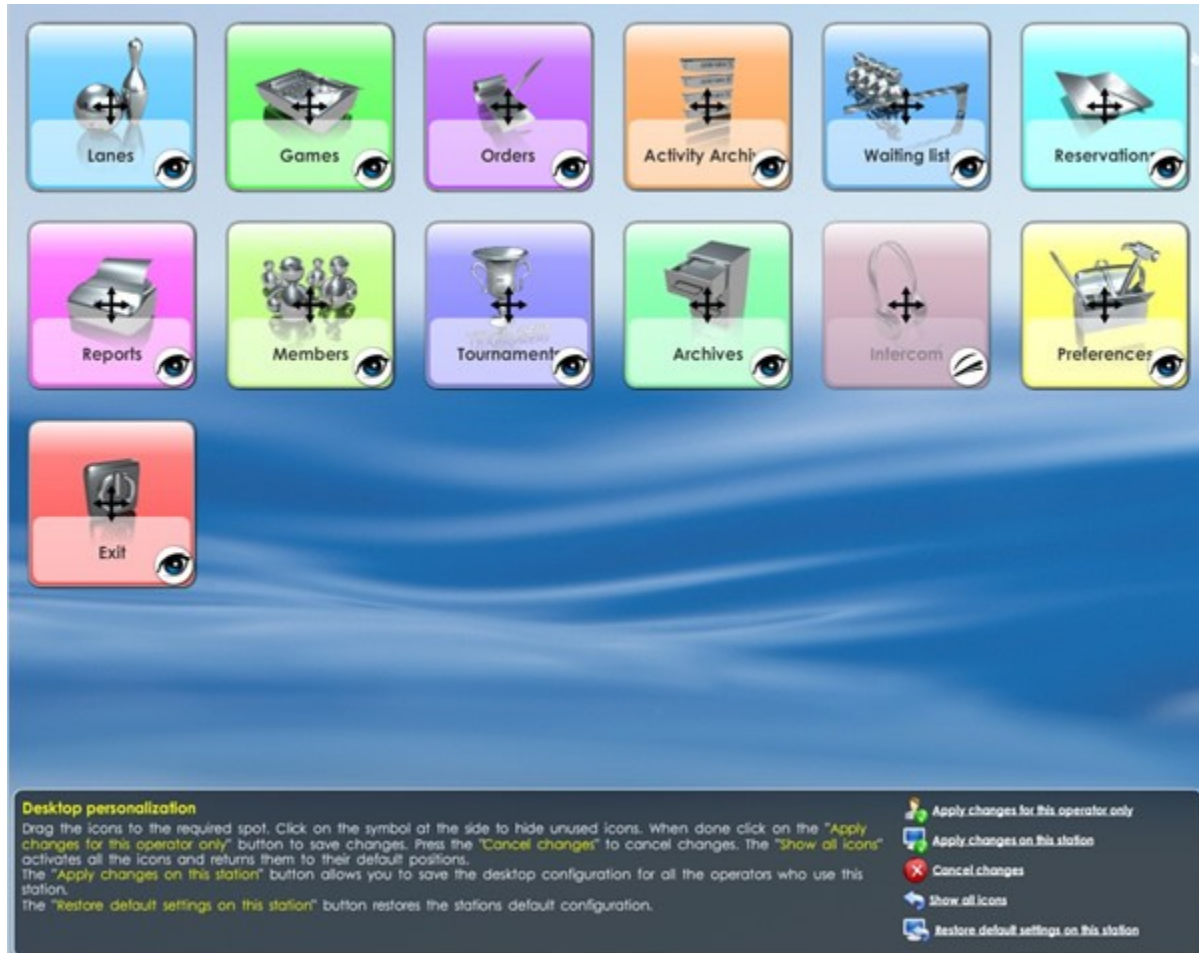 Lanes
Games
Orders
Activity Archiv
Waiting list
Reservations
Reports
Members
Tournaments
Archives
Intercom
Preferences
Exit
Desktop personalization
Drag the icons to the required spot. Click on the symbol at the side to hide unused icons. When done click on the "Apply
changes for this operator only" button to save changes. Press the "Cancel changes" to cancel changes. The "Show all icons"
activates all the icons and returns them to their default positions.
The "Apply changes on this station" button allows you to save the desktop configuration for all the operators who use this
station.
The "Restore default settings on this station" button restores the stations default configuration.
Apply changes for this operator only
Apply changes on this station
Cancel changes
Show all icons
Restore default settings on this station